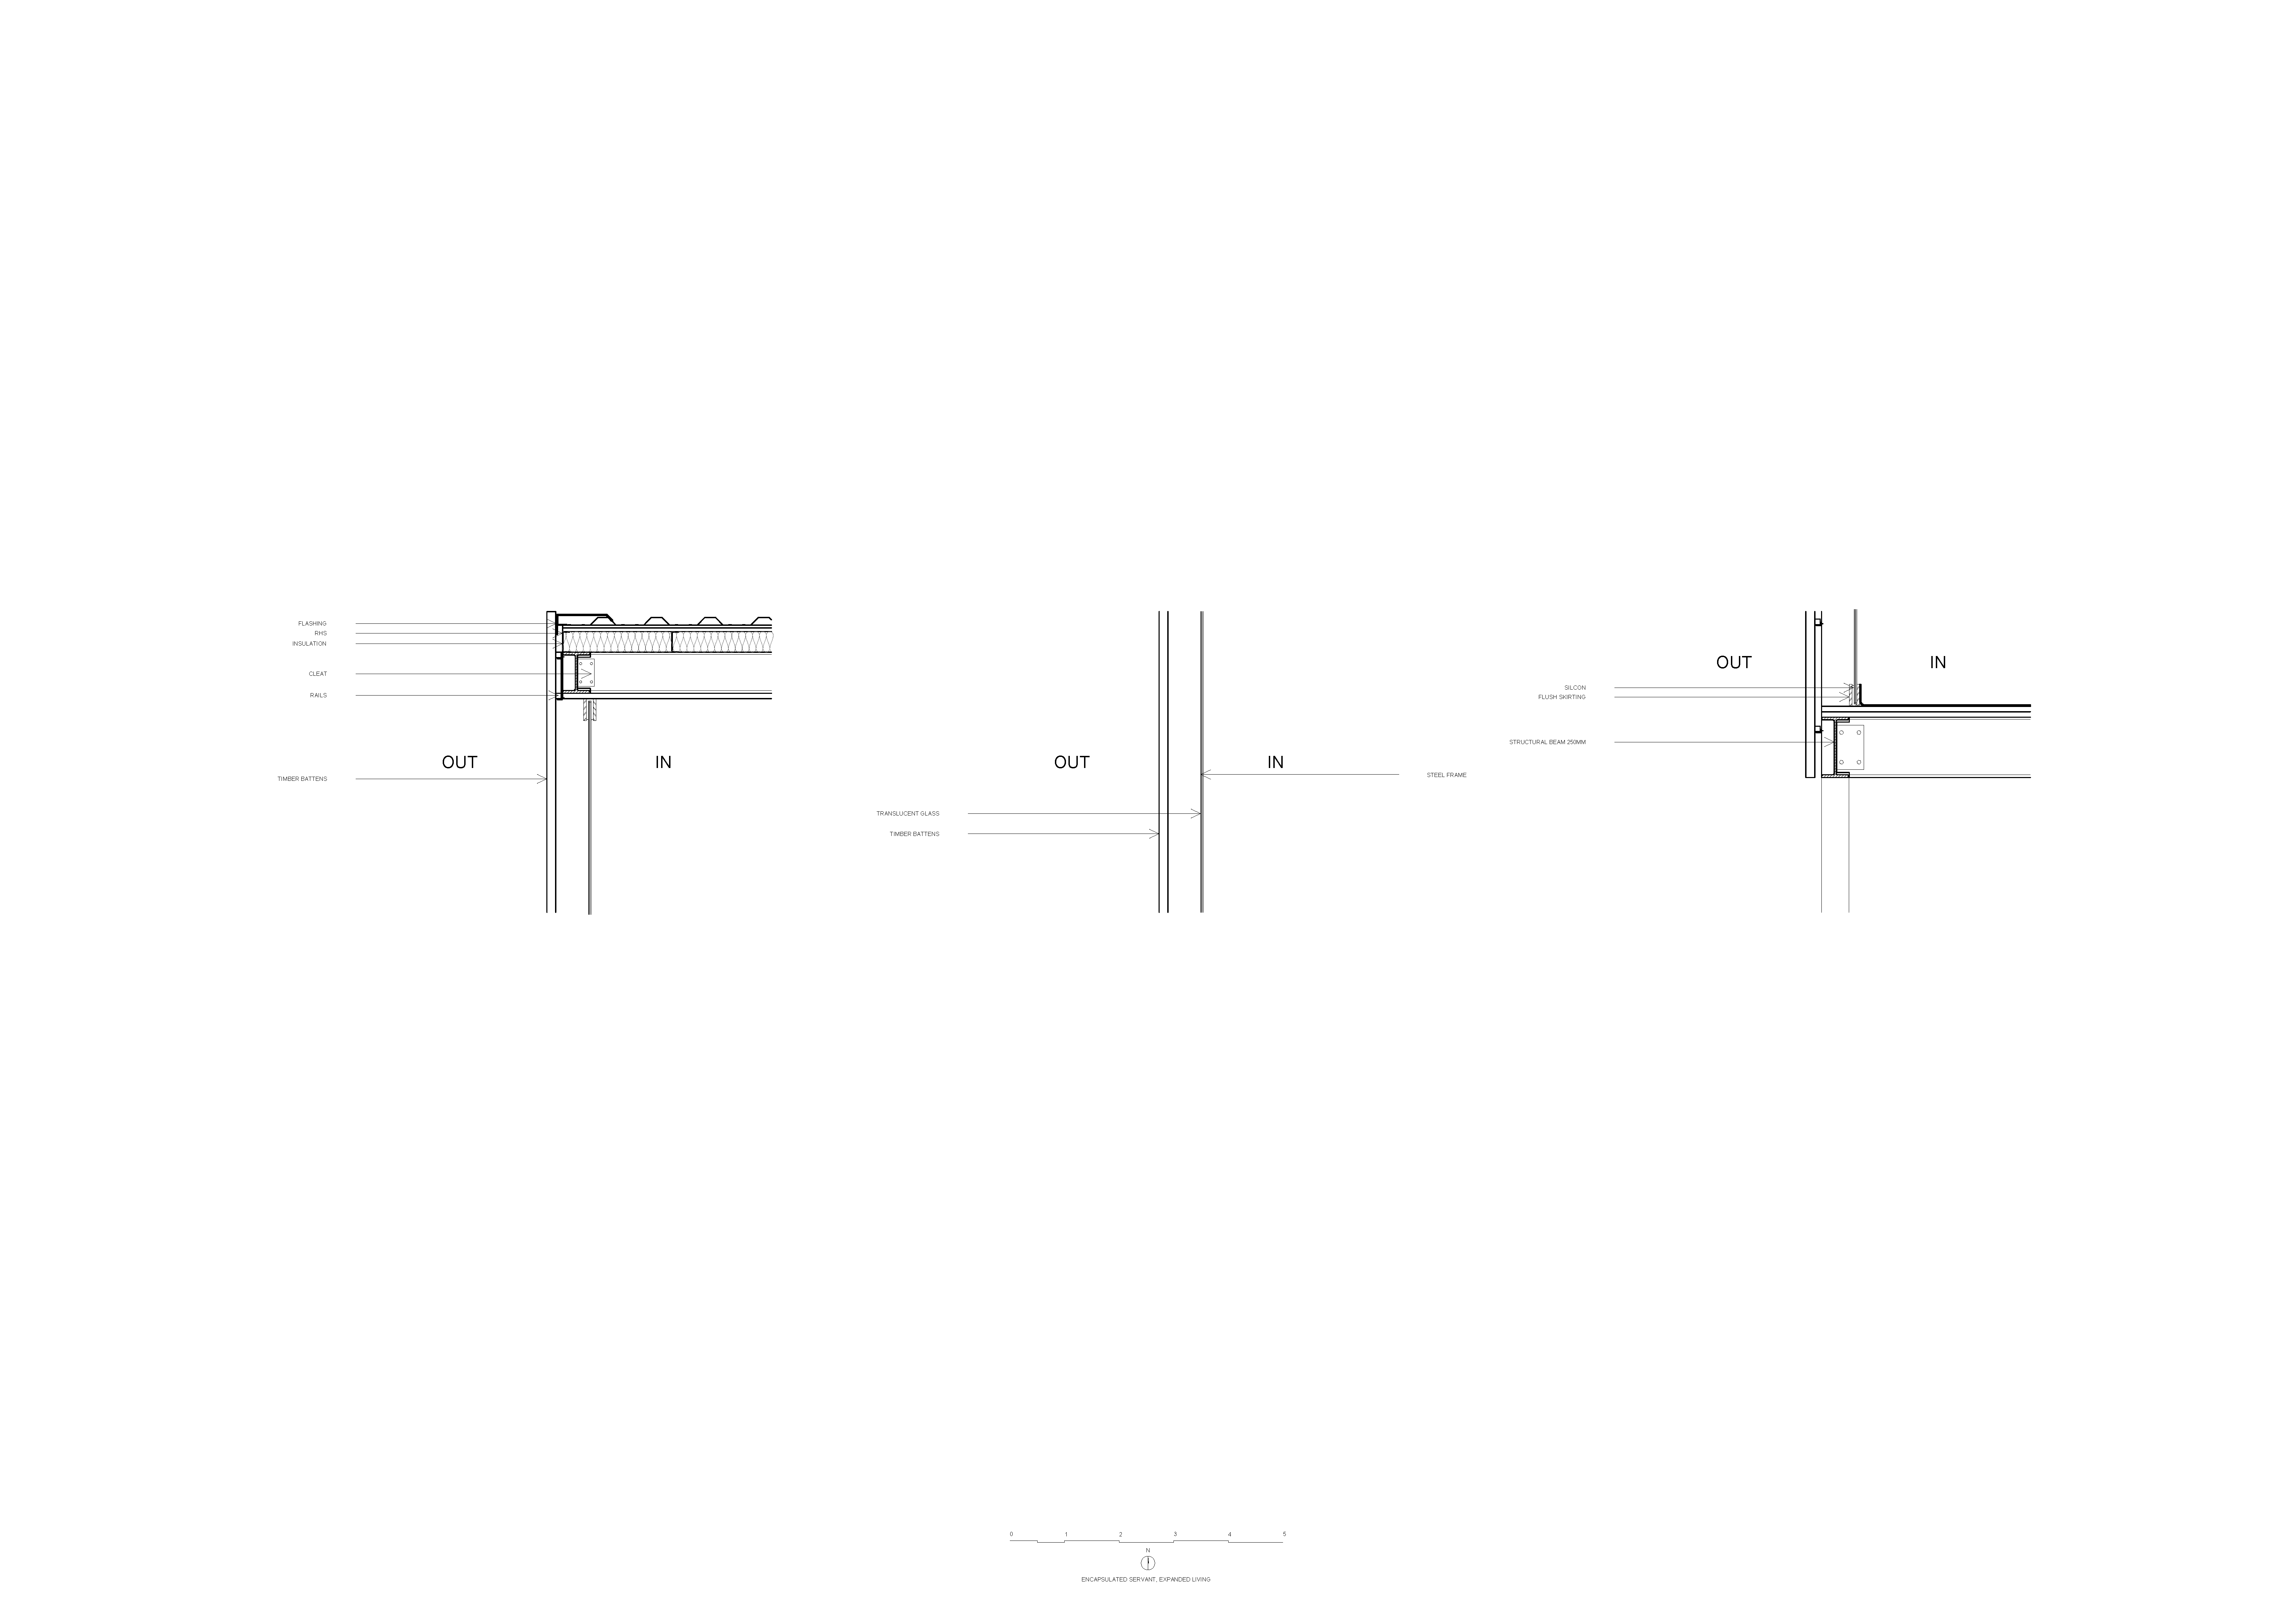 FLASHING
RHS
INSULATION
CLEAT
RAILS
OUT
IN
TIMBER BATTENS
OUT
IN
STEEL FRAME
TRANSLUCENT GLASS
TIMBER BATTENS
OUT
IN
SILCON
FLUSH SKIRTING
STRUCTURAL BEAM 250MM
0 1 2 3 4 5
N
ENCAPSULATED SERVANT, EXPANDED LIVING